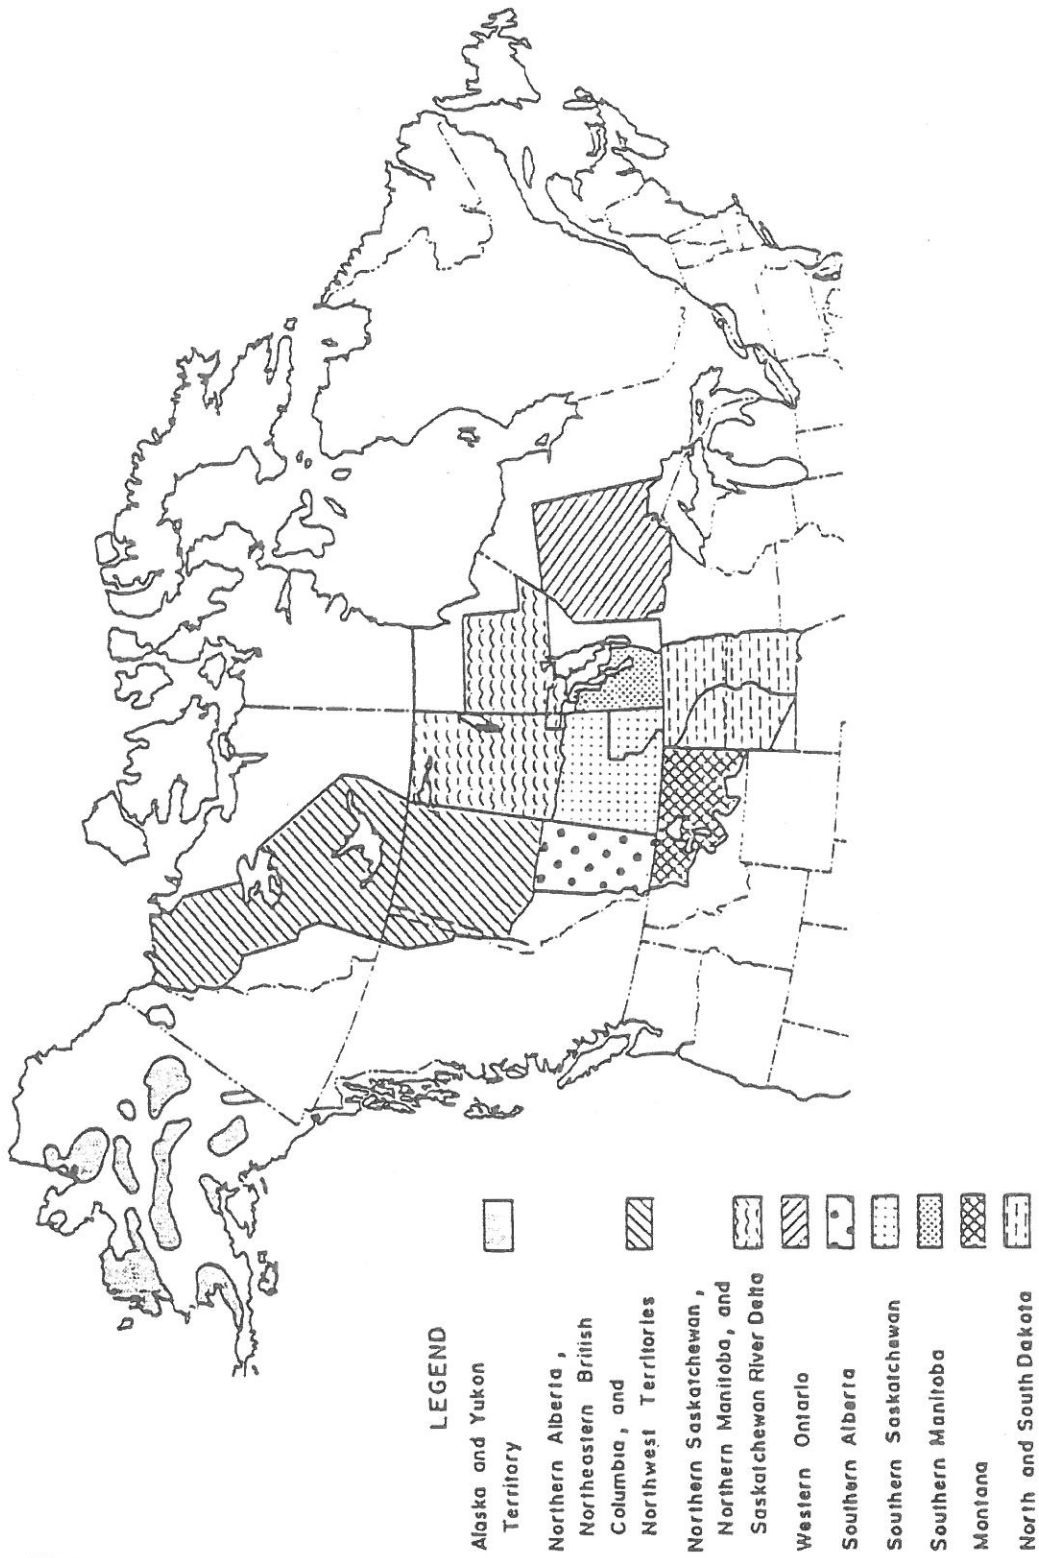 LEGEND
Alaska and Yukon
Territory
Northern Alberta,
Northeastern British
Columbia, and
Northwest Territories
Northern Saskatchewan,
Northern Manitoba, and
Saskatchewan River Delta
Western Ontario
Southern Alberta
Southern Saskatchewan
Southern Manitoba
Montana
North and South Dakota